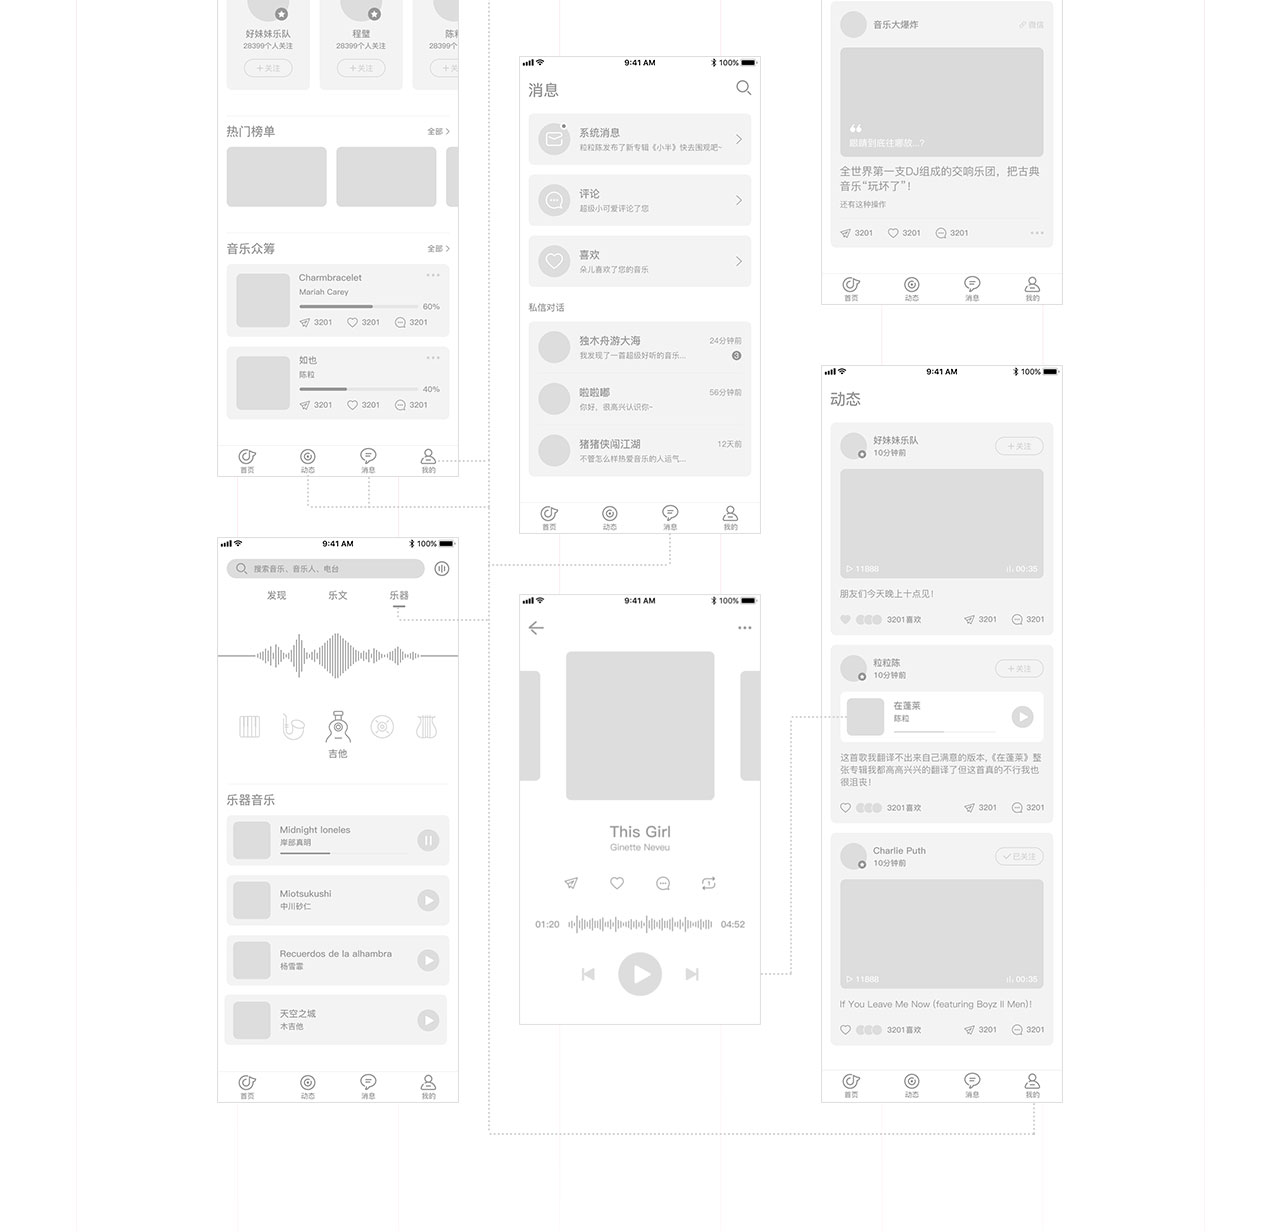 好妹妹乐队
28399个人关注
+ 关注
程璧
28399个人关注
+ 关注
陈粒
28399
+ 关
热门榜单
全部 >
音乐众筹
全部 >
Charmbracelet
Mariah Carey
60%
3201 3201 3201
如也
陈粒
40%
3201 3201 3201
首页 动态 消息 我的
9:41 AM 100%
搜索音乐、音乐人、电台
发现 乐文 乐器
吉他
乐器音乐
Midnight loneles
岸部真明
Miotsukushi
中川砂仁
Recuerdos de la alhambra
杨雪霏
天空之城
木吉他
首页 动态 消息 我的
9:41 AM 100%
消息
系统消息
粒粒陈发布了新专辑《小半》快去围观吧~
评论
超级小可爱评论了您
喜欢
朵儿喜欢了您的音乐
私信对话
独木舟游大海 24分钟前
我发现了一首超级好听的音乐... 3
啦啦嘟 56分钟前
你好，很高兴认识你~
猪猪侠闯江湖 12天前
不管怎么样热爱音乐的人运气...
首页 动态 消息 我的
9:41 AM 100%
This Girl
Ginette Neveu
01:20 04:52
音乐大爆炸
微信
眼睛到底往哪放...?
全世界第一支DJ组成的交响乐团，把古典
音乐“玩坏了”！
还有这种操作
3201 3201 3201
首页 动态 消息 我的
9:41 AM 100%
动态
好妹妹乐队
10分钟前
+ 关注
11888 00:35
朋友们今天晚上十点见！
3201喜欢 3201 3201
粒粒陈
10分钟前
+ 关注
在蓬莱
陈粒
这首歌我翻译不出来自己满意的版本，《在蓬莱》整
张专辑我都高高兴兴的翻译了但这首真的不行我也
很沮丧！
3201喜欢 3201 3201
Charlie Puth
10分钟前
已关注
11888 00:35
If You Leave Me Now (featuring Boyz II Men)！
3201喜欢 3201 3201
首页 动态 消息 我的